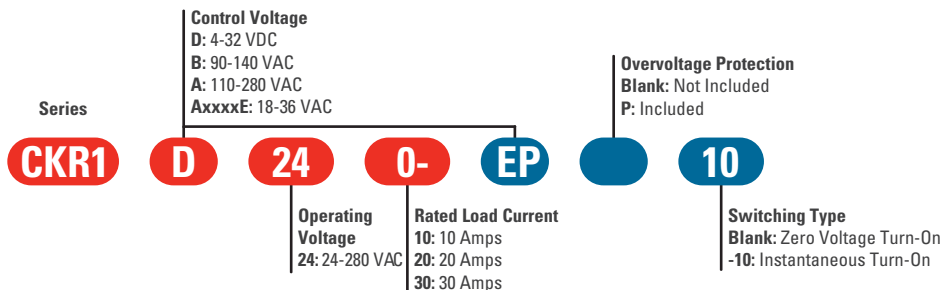 Control Voltage
D: 4-32 VDC
B: 90-140 VAC
A: 110-280 VAC
AxxxxE: 18-36 VAC
Overvoltage Protection
Blank: Not Included
P: Included
Series
CKR1 D 24 0- EP 10
Operating
Voltage
24: 24-280 VAC
Rated Load Current
10: 10 Amps
20: 20 Amps
30: 30 Amps
Switching Type
Blank: Zero Voltage Turn-On
-10: Instantaneous Turn-On